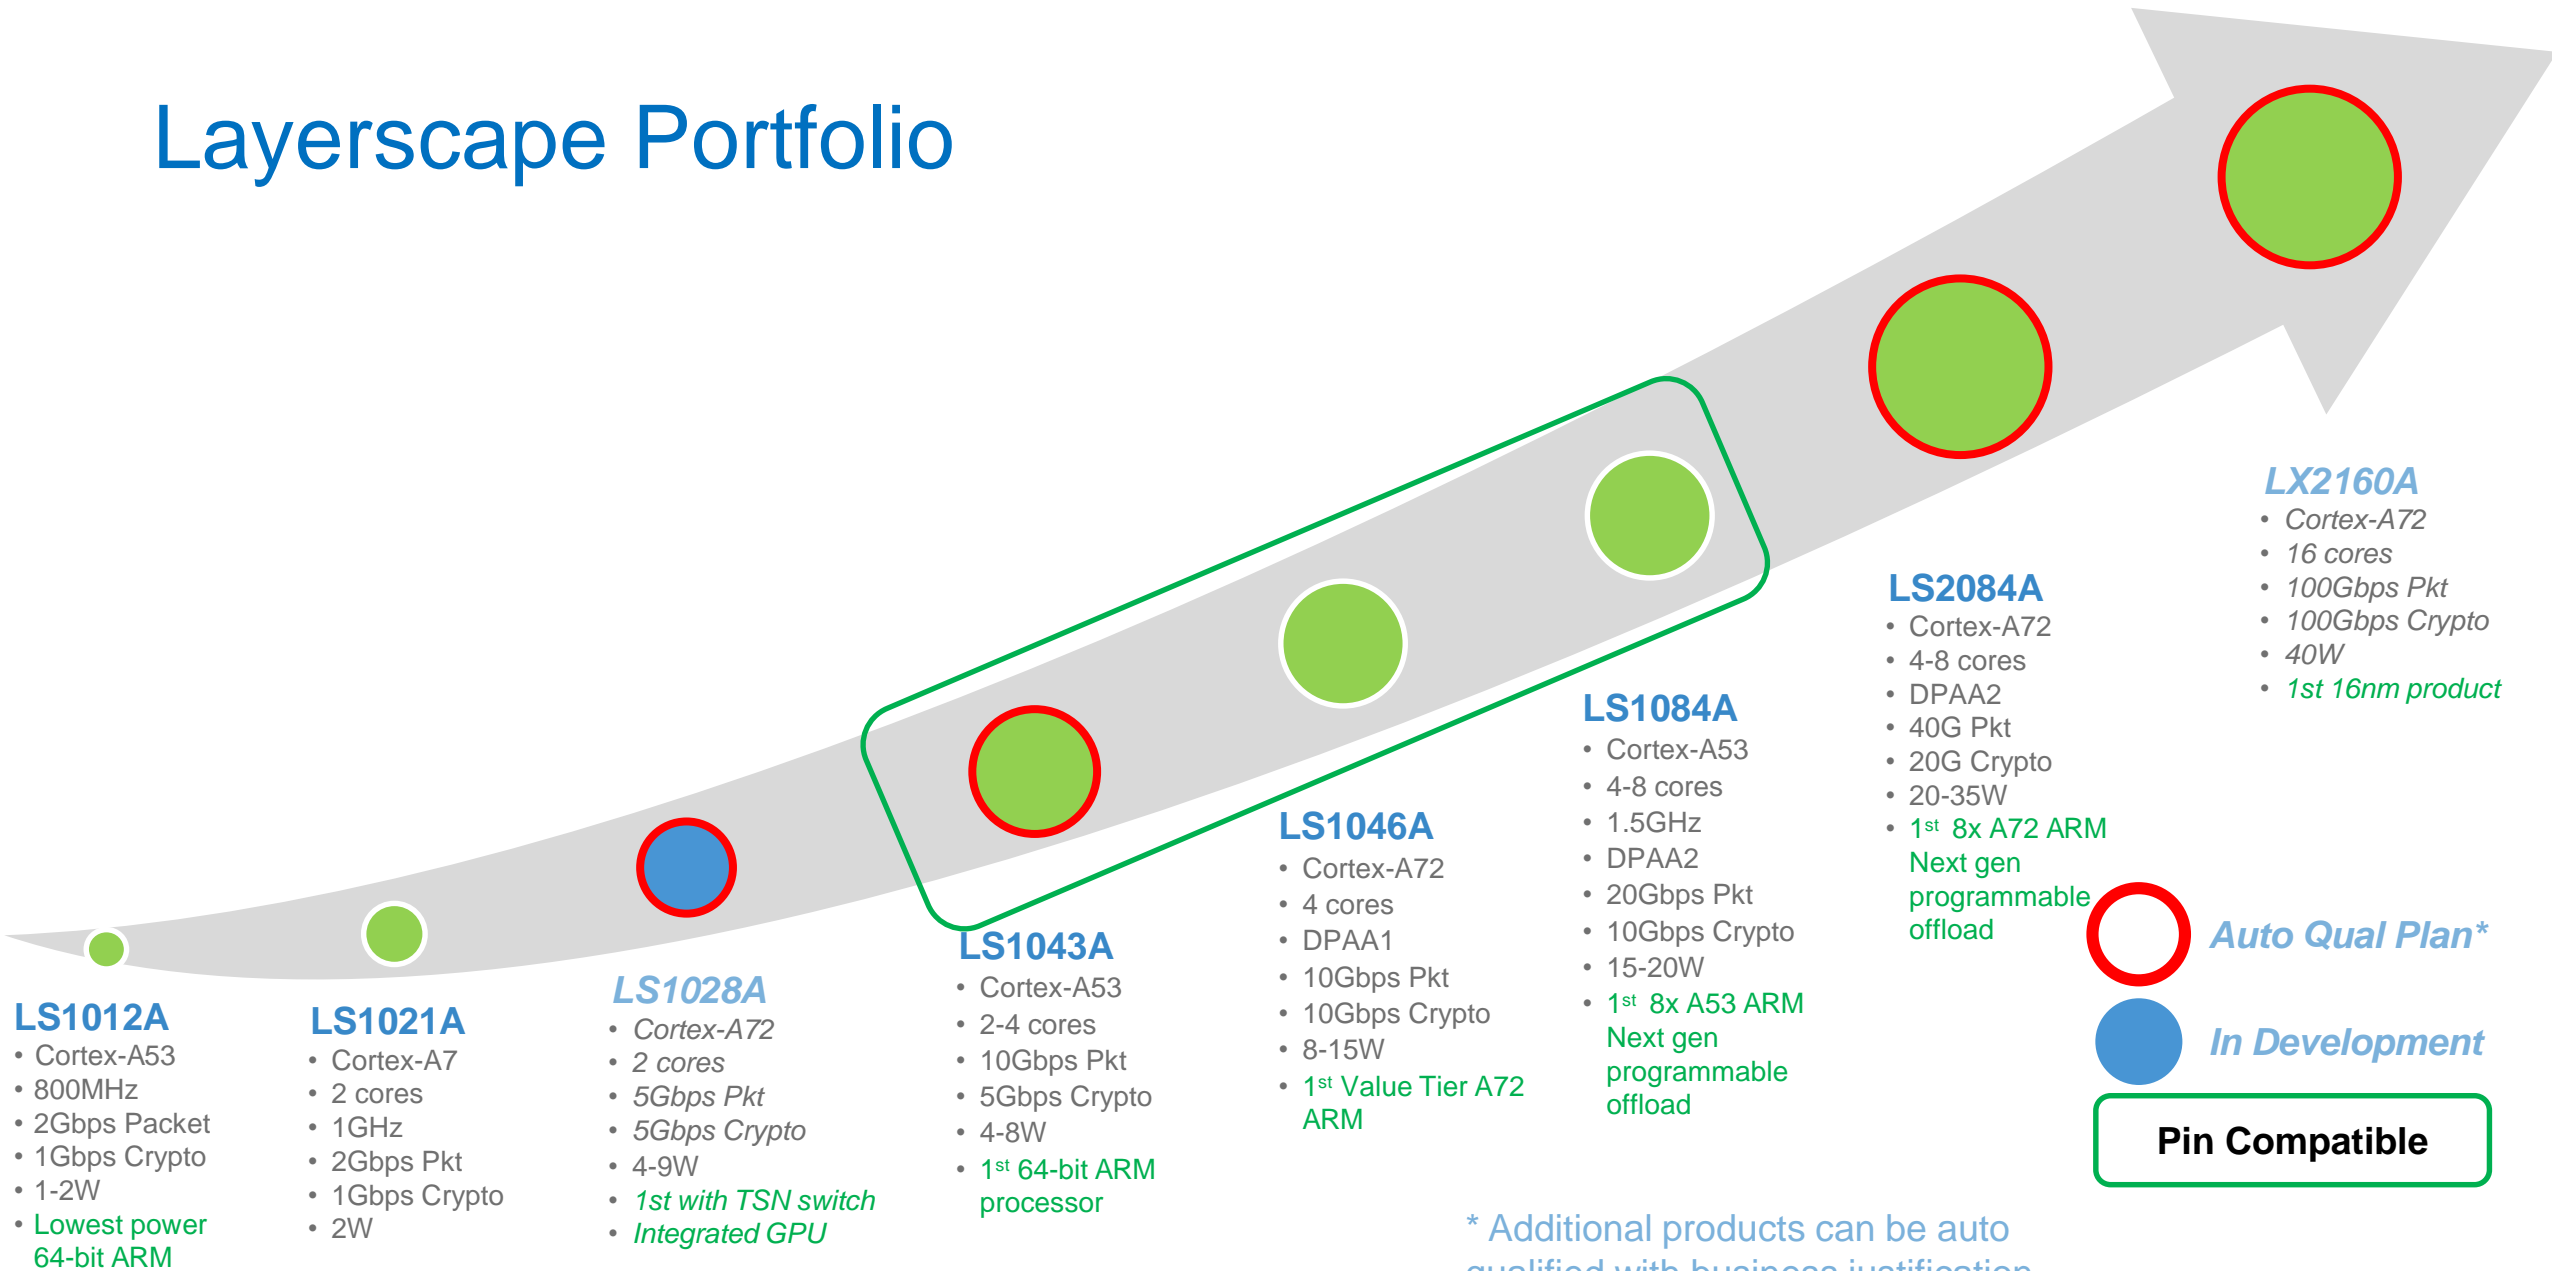 Layerscape Portfolio
LS1012A
• Cortex-A53
• 800MHz
• 2Gbps Packet
• 1Gbps Crypto
• 1-2W
• Lowest power
64-bit ARM
LS1021A
• Cortex-A7
• 2 cores
• 1GHz
• 2Gbps Pkt
• 1Gbps Crypto
• 2W
LS1028A
• Cortex-A72
• 2 cores
• 5Gbps Pkt
• 5Gbps Crypto
• 4-9W
• 1st with TSN switch
• Integrated GPU
LS1043A
• Cortex-A53
• 2-4 cores
• 10Gbps Pkt
• 5Gbps Crypto
• 4-8W
• 1st 64-bit ARM
processor
LS1046A
• Cortex-A72
• 4 cores
• DPAA1
• 10Gbps Pkt
• 10Gbps Crypto
• 8-15W
• 1st Value Tier A72
ARM
LS1084A
• Cortex-A53
• 4-8 cores
• 1.5GHz
• DPAA2
• 20Gbps Pkt
• 10Gbps Crypto
• 15-20W
• 1st 8x A53 ARM
Next gen
programmable
offload
LS2084A
• Cortex-A72
• 4-8 cores
• DPAA2
• 40G Pkt
• 20G Crypto
• 20-35W
• 1st 8x A72 ARM
Next gen
programmable
offload
LX2160A
• Cortex-A72
• 16 cores
• 100Gbps Pkt
• 100Gbps Crypto
• 40W
• 1st 16nm product
Auto Qual Plan*
In Development
Pin Compatible
* Additional products can be auto
qualified with business justification